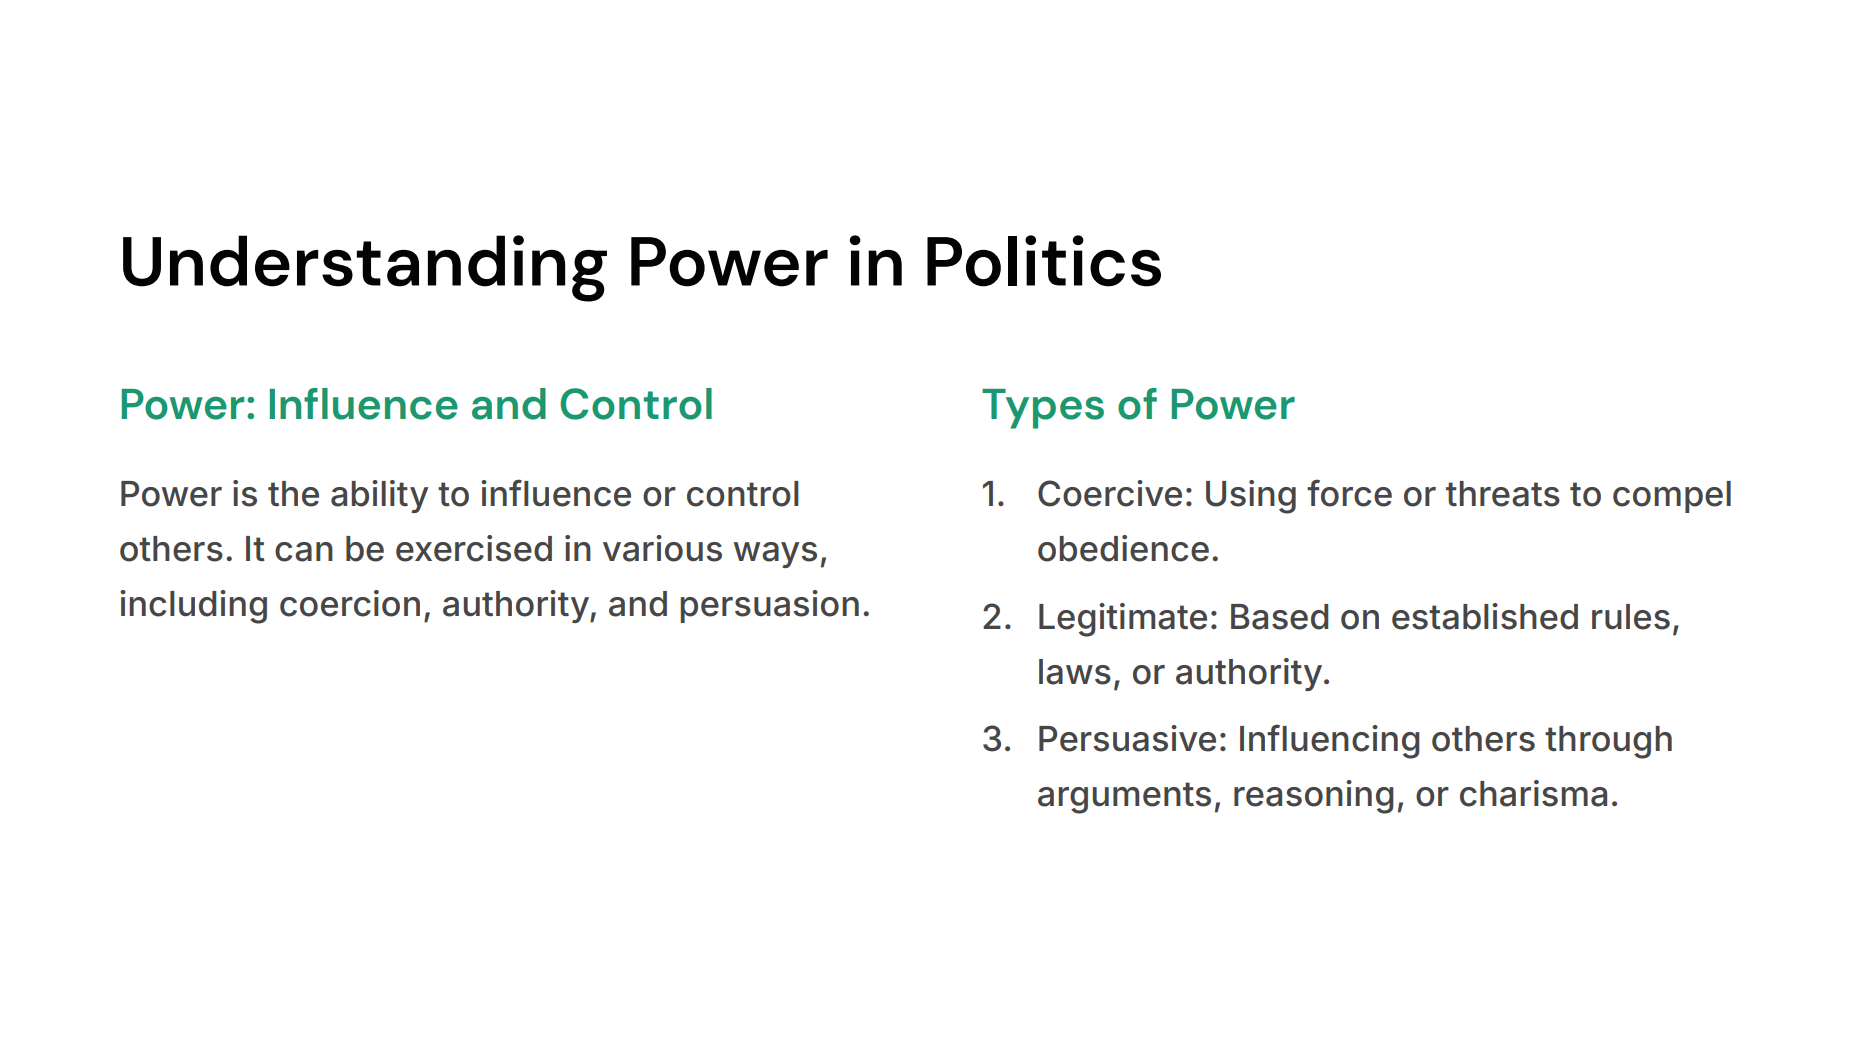 Understanding Power in Politics
Power: Influence and Control
Power is the ability to influence or control
others. It can be exercised in various ways,
including coercion, authority, and persuasion.
Types of Power
1. Coercive: Using force or threats to compel
obedience.
2. Legitimate: Based on established rules,
laws, or authority.
3. Persuasive: Influencing others through
arguments, reasoning, or charisma.